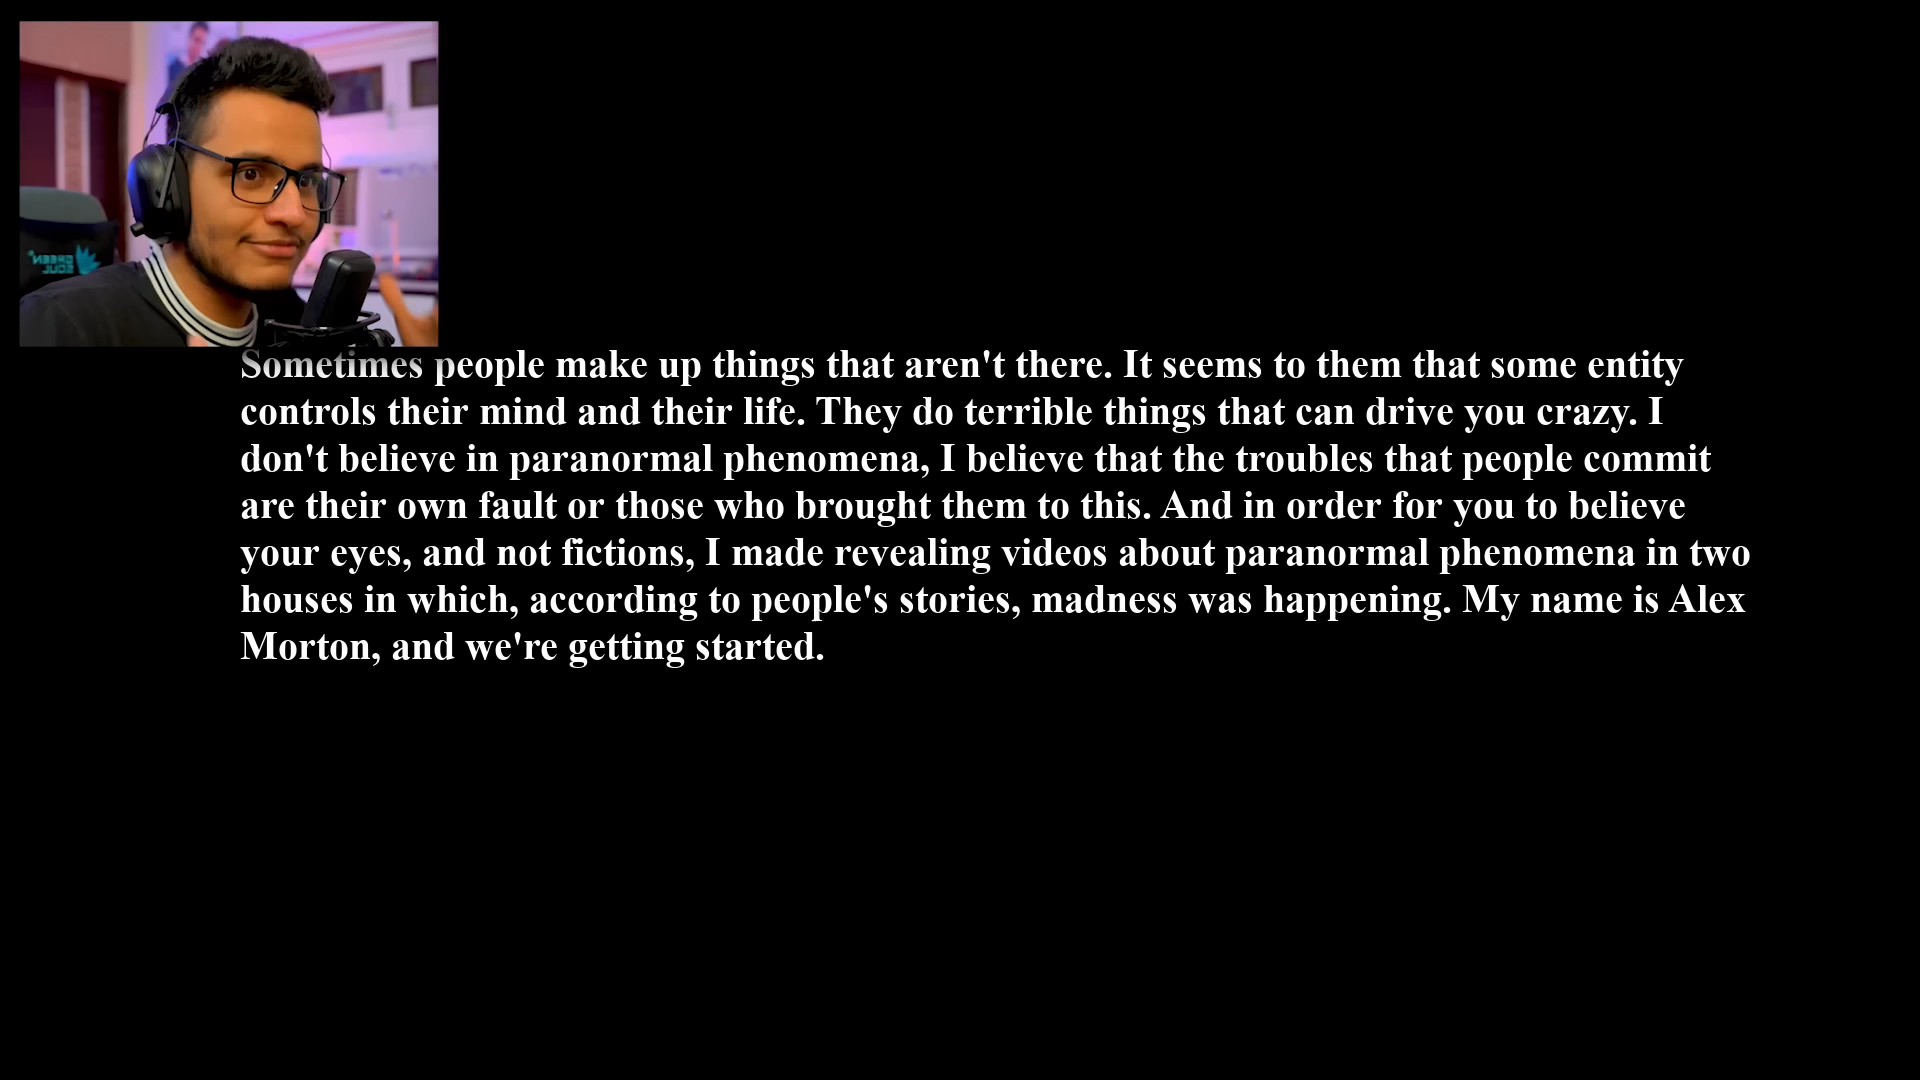 GREEN
SOUL
Sometimes people make up things that aren't there. It seems to them that some entity
controls their mind and their life. They do terrible things that can drive you crazy. I
don't believe in paranormal phenomena, I believe that the troubles that people commit
are their own fault or those who brought them to this. And in order for you to believe
your eyes, and not fictions, I made revealing videos about paranormal phenomena in two
houses in which, according to people's stories, madness was happening. My name is Alex
Morton, and we're getting started.